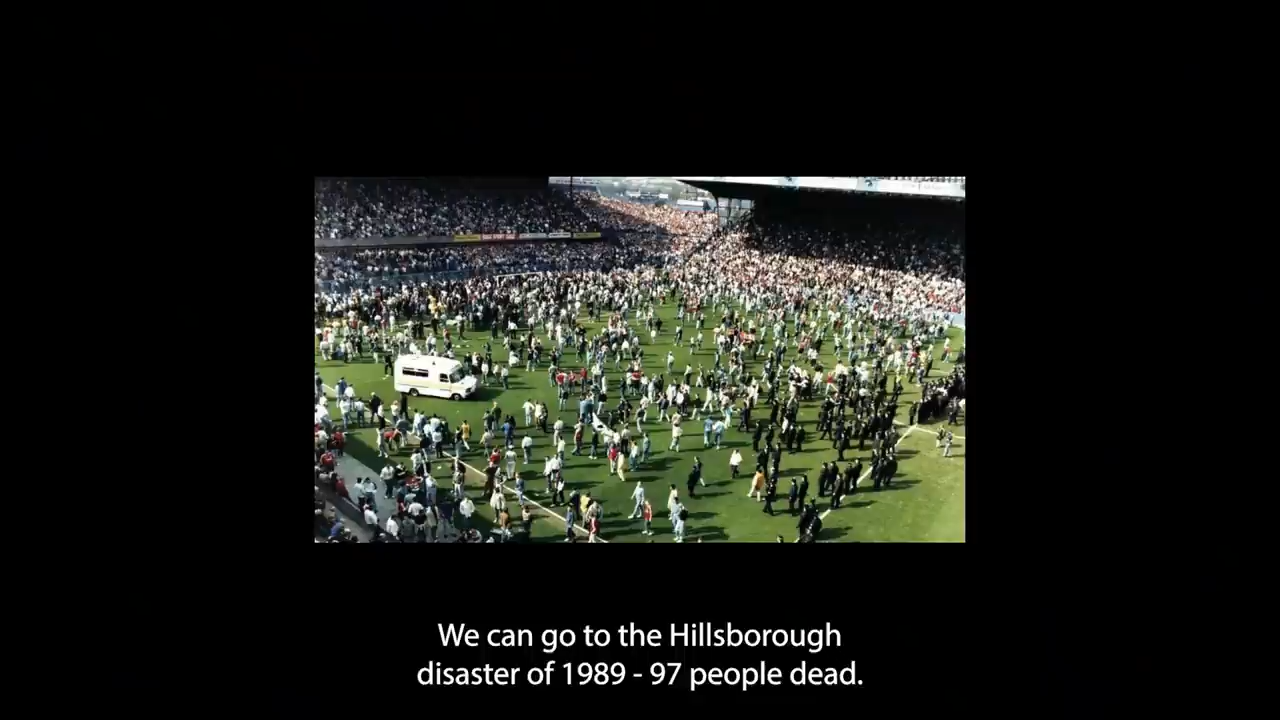 We can go to the Hillsborough
disaster of 1989 - 97 people dead.